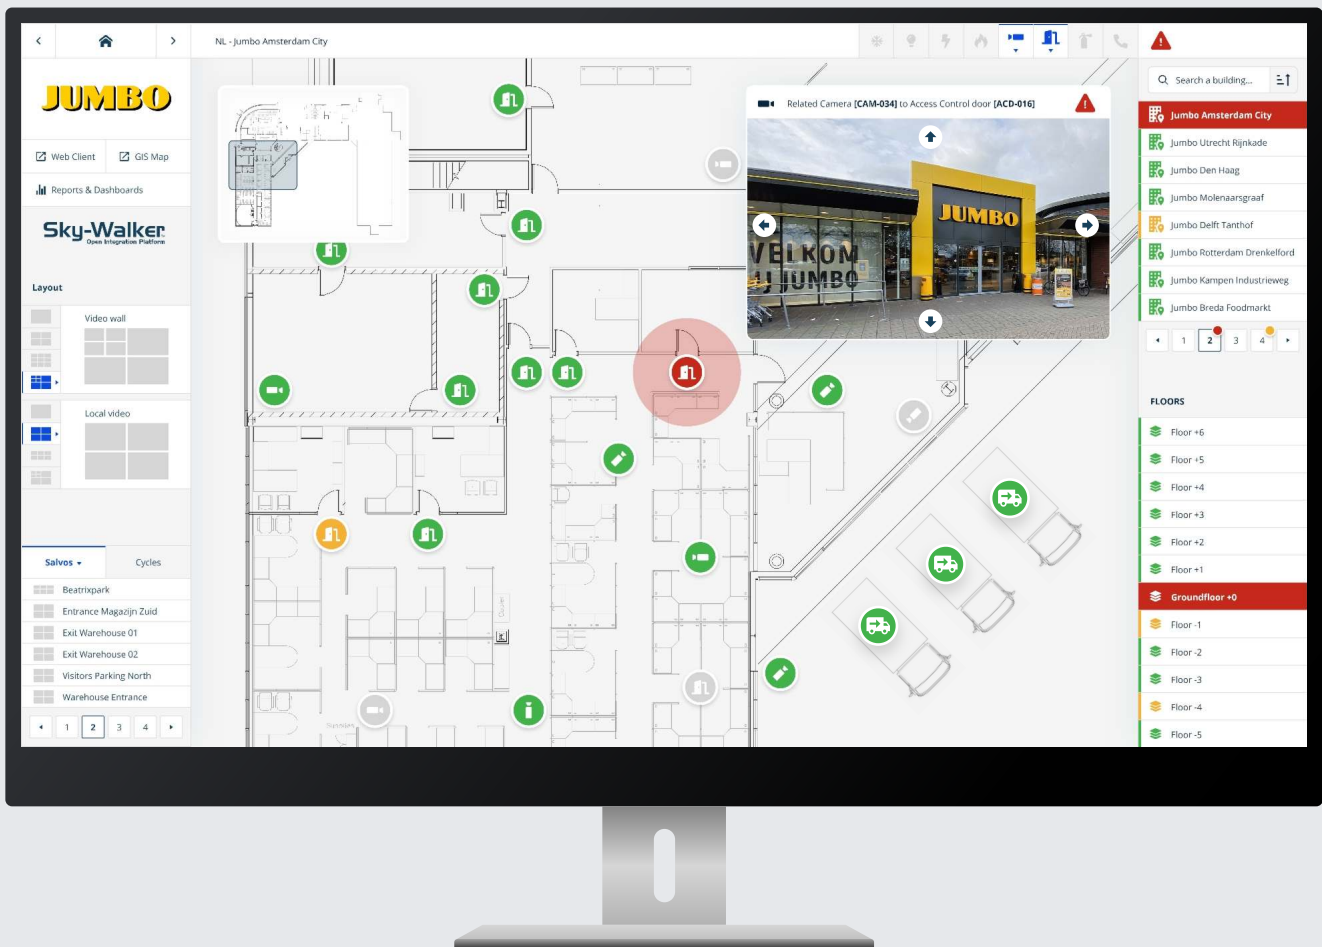 NL - Jumbo Amsterdam City
JUMBO
Web Client
GIS Map
Reports & Dashboards
Sky-Walker
Open Integration Platform
Layout
Video wall
Local video
Salvos
Cycles
Beatrixpark
Entrance Magazijn Zuid
Exit Warehouse 01
Exit Warehouse 02
Visitors Parking North
Warehouse Entrance
1 2 3 4
Related Camera [CAM-034] to Access Control door [ACD-016]
JUMBO
WELKOM
JUMBO
Search a building...
Jumbo Amsterdam City
Jumbo Utrecht Rijnkade
Jumbo Den Haag
Jumbo Molenaarsgraaf
Jumbo Delft Tanthof
Jumbo Rotterdam Drenkelford
Jumbo Kampen Industrieweg
Jumbo Breda Foodmarkt
1 2 3 4
FLOORS
Floor +6
Floor +5
Floor +4
Floor +3
Floor +2
Floor +1
Groundfloor +0
Floor -1
Floor -2
Floor -3
Floor -4
Floor -5